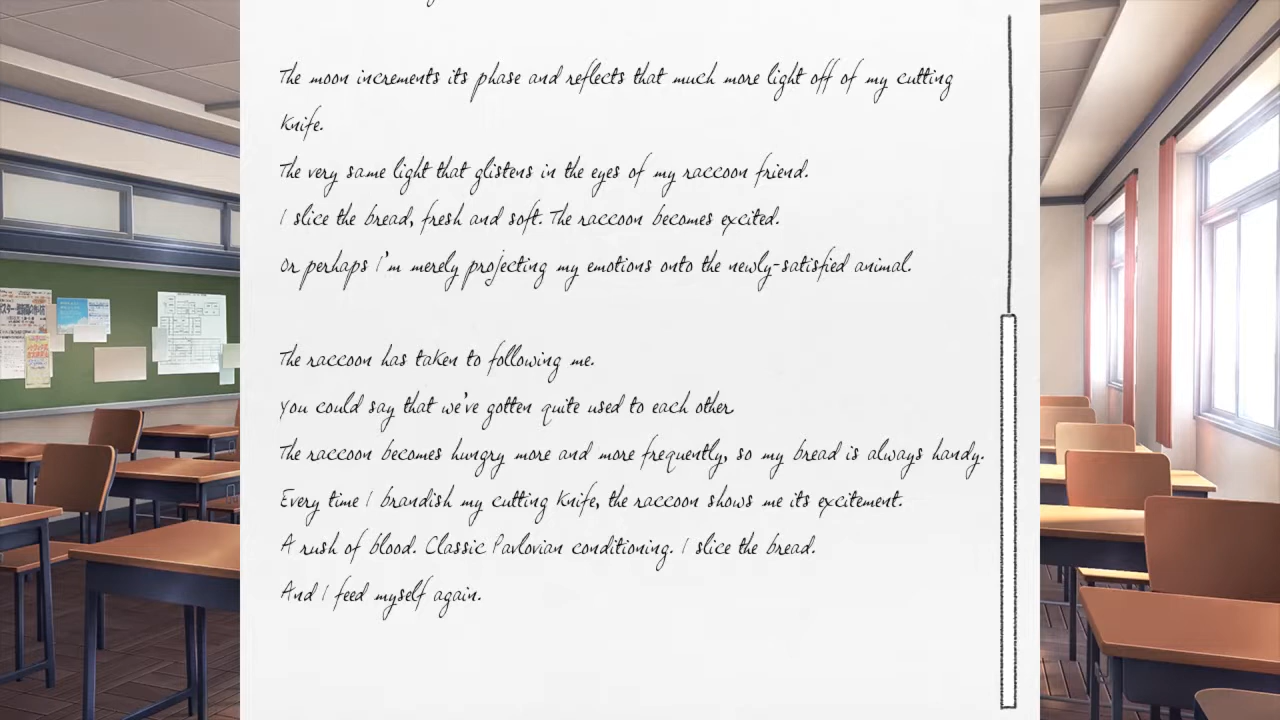 The moon increments its phase and reflects that much more light off of my cutting
knife.
The very same light that glistens in the eyes of my raccoon friend.
I slice the bread, fresh and soft. The raccoon becomes excited.
Or perhaps I'm merely projecting my emotions onto the newly-satisfied animal.
The raccoon has taken to following me.
You could say that we've gotten quite used to each other
The raccoon becomes hungry more and more frequently, so my bread is always handy.
Every time I brandish my cutting knife, the raccoon shows me its excitement.
A rush of blood. Classic Pavlovian conditioning. I slice the bread.
And I feed myself again.